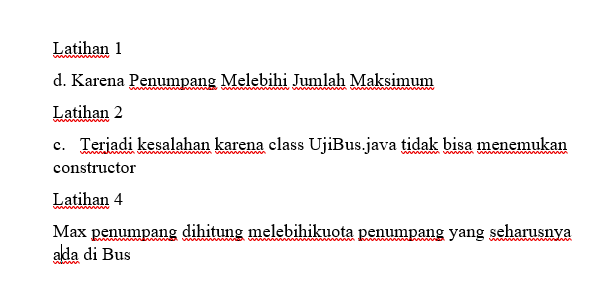 Latihan 1
d. Karena Penumpang Melebihi Jumlah Maksimum
Latihan 2
c. Terjadi kesalahan karena class UjiBus.java tidak bisa menemukan
constructor
Latihan 4
Max penumpang dihitung melebihikuota penumpang yang seharusnya
ada di Bus